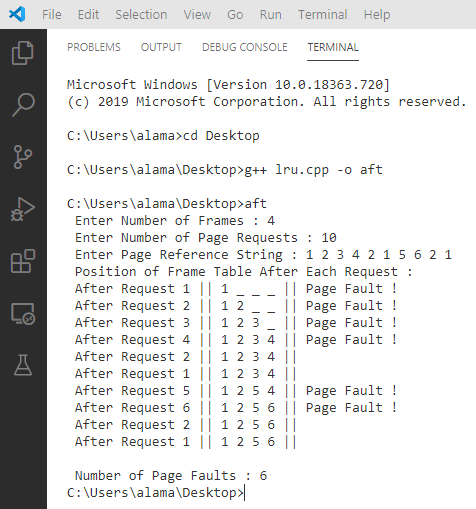 File Edit Selection View Go Run Terminal Help
PROBLEMS OUTPUT DEBUG CONSOLE TERMINAL
Microsoft Windows [Version 10.0.18363.720]
(c) 2019 Microsoft Corporation. All rights reserved.
C:\Users\alama>cd Desktop
C:\Users\alama\Desktop>g++ lru.cpp -o aft
C:\Users\alama\Desktop>aft
Enter Number of Frames : 4
Enter Number of Page Requests : 10
Enter Page Reference String : 1 2 3 4 2 1 5 6 2 1
Position of Frame Table After Each Request :
After Request 1 || 1 _ _ _ || Page Fault !
After Request 2 || 1 2 _ _ || Page Fault !
After Request 3 || 1 2 3 _ || Page Fault !
After Request 4 || 1 2 3 4 || Page Fault !
After Request 2 || 1 2 3 4 ||
After Request 1 || 1 2 3 4 ||
After Request 5 || 1 2 5 4 || Page Fault !
After Request 6 || 1 2 5 6 || Page Fault !
After Request 2 || 1 2 5 6 ||
After Request 1 || 1 2 5 6 ||
Number of Page Faults : 6
C:\Users\alama\Desktop>